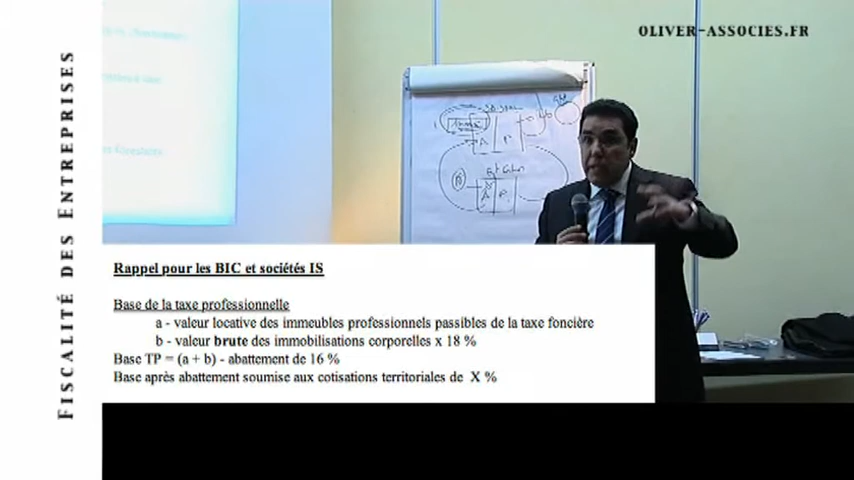 OLIVER-ASSOCIES.FR
FISCALITÉ DES ENTREPRISES
Rappel pour les BIC et sociétés IS
Base de la taxe professionnelle
a - valeur locative des immeubles professionnels passibles de la taxe foncière
b - valeur brute des immobilisations corporelles x 18 %
Base TP = (a + b) - abattement de 16 %
Base après abattement soumise aux cotisations territoriales de X %